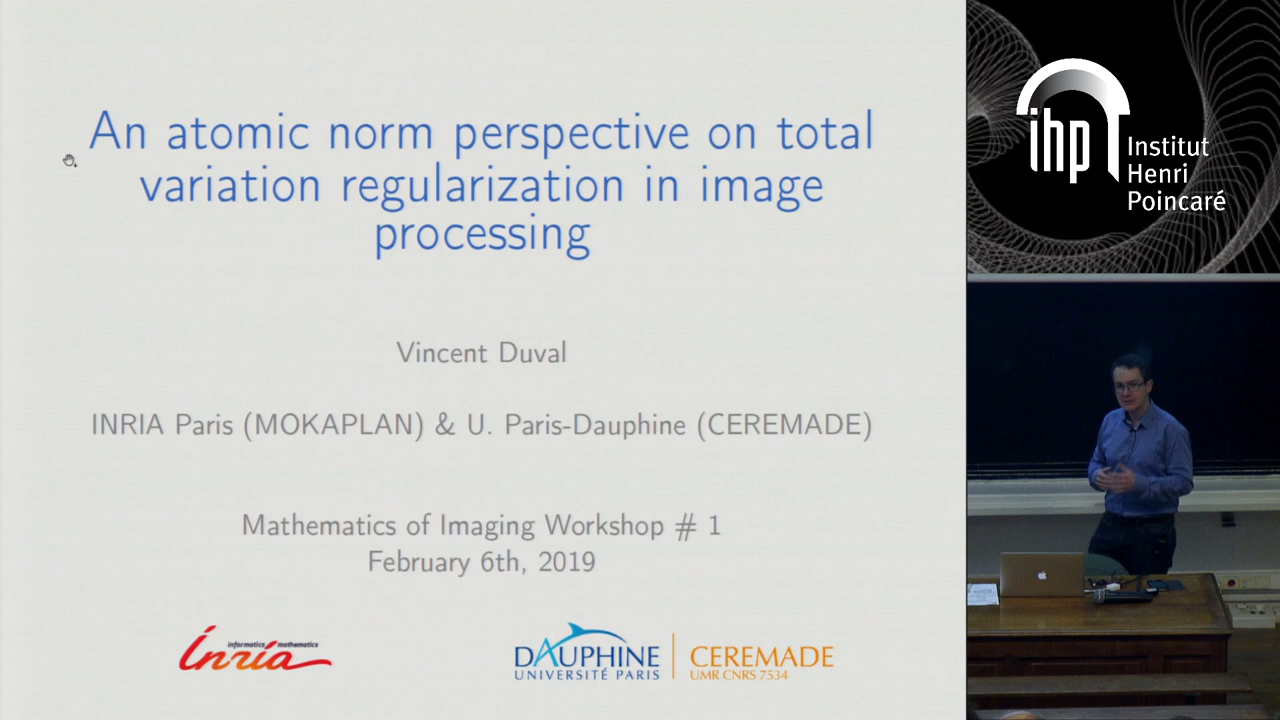 An atomic norm perspective on total
variation regularization in image
processing
Vincent Duval
INRIA Paris (MOKAPLAN) & U. Paris-Dauphine (CEREMADE)
Mathematics of Imaging Workshop # 1
February 6th, 2019
informatics mathematics
inria
DAUPHINE
UNIVERSITÉ PARIS
CEREMADE
UMR CNRS 7534
ihp
Institut
Henri
Poincaré